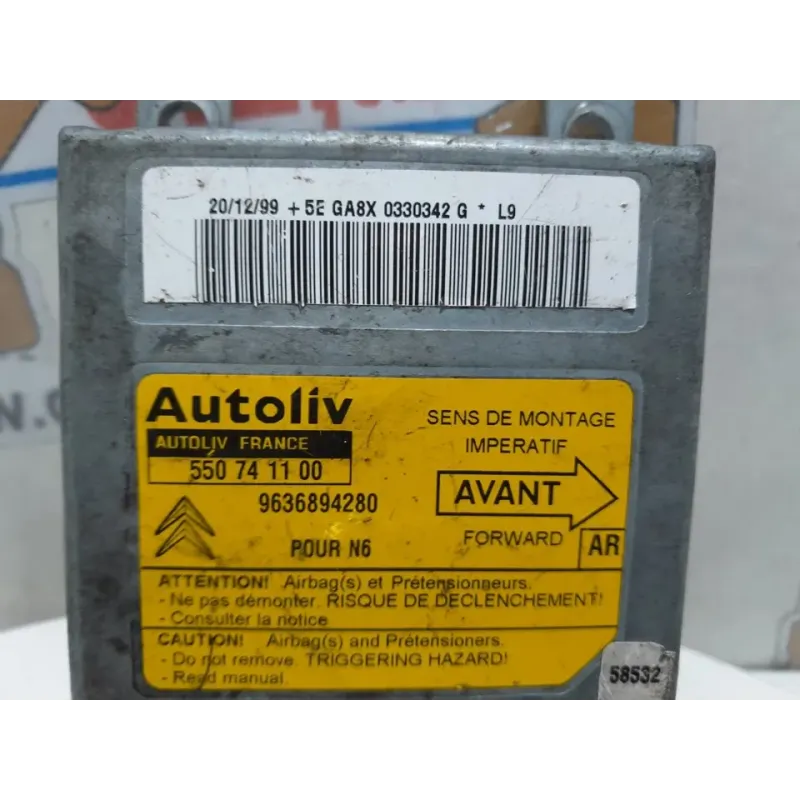 20/12/99 + 5E GA8X 0330342 G * L9
Autoliv
AUTOLIV FRANCE
550 74 11 00
9636894280
POUR N6
SENS DE MONTAGE
IMPERATIF
AVANT
FORWARD
AR
ATTENTION! Airbag(s) et Prétensionneurs.
- Ne pas démonter. RISQUE DE DECLENCHEMENT!
- Consulter la notice
CAUTION! Airbag(s) and Prétensioners.
- Do not remove. TRIGGERING HAZARD!
- Read manual.
58532